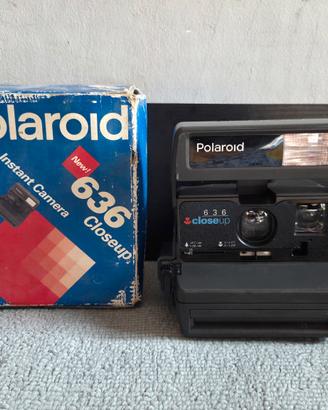 olaroid
New!
Instant Camera
636
Closeup
Polaroid
636
closeup